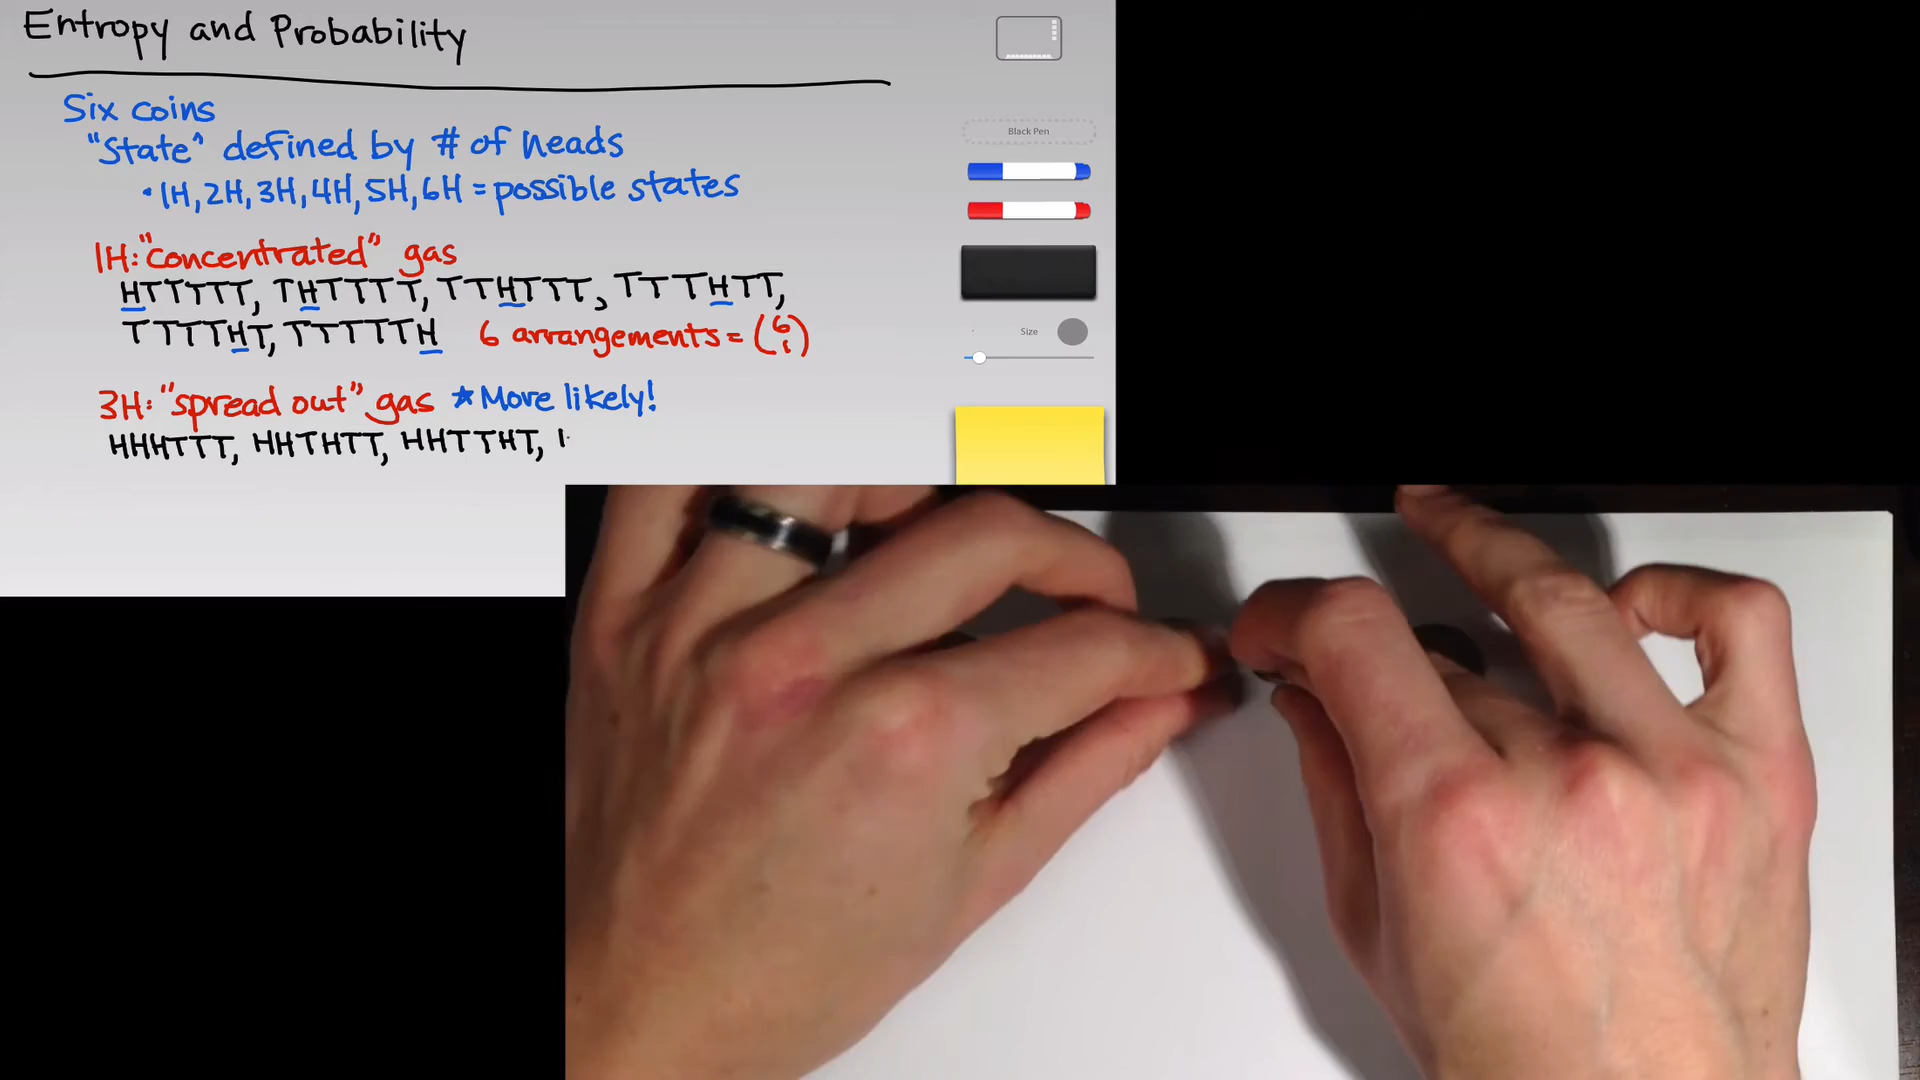 Entropy and Probability
Six coins
"State" defined by # of heads
• 1H, 2H, 3H, 4H, 5H, 6H = possible states
1H: "concentrated" gas
HTTTTT, THTTTT, TTHTTT, TTTHTT,
TTTTHT, TTTTTH 6 arrangements = (6 1)
3H: "spread out" gas ★ More likely!
HHHTTT, HHTHTT, HHTTHT,
Black Pen
Size